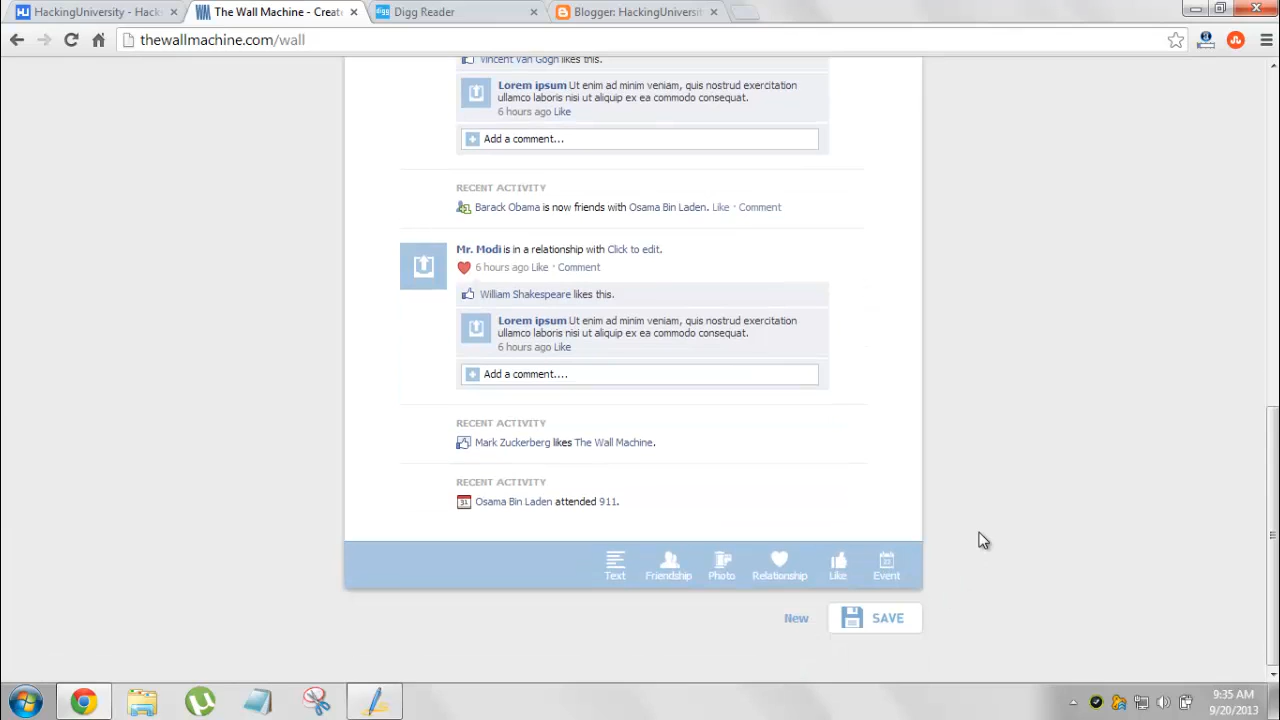 HackingUniversity - Hacks
The Wall Machine - Create
Digg Reader
Blogger: HackingUniversit
thewallmachine.com/wall
Vincent Van Gogh likes this.
Lorem ipsum Ut enim ad minim veniam, quis nostrud exercitation
ullamco laboris nisi ut aliquip ex ea commodo consequat.
6 hours ago Like
Add a comment...
RECENT ACTIVITY
Barack Obama is now friends with Osama Bin Laden. Like · Comment
Mr. Modi is in a relationship with Click to edit.
6 hours ago Like · Comment
William Shakespeare likes this.
Lorem ipsum Ut enim ad minim veniam, quis nostrud exercitation
ullamco laboris nisi ut aliquip ex ea commodo consequat.
6 hours ago Like
Add a comment....
RECENT ACTIVITY
Mark Zuckerberg likes The Wall Machine.
RECENT ACTIVITY
31 Osama Bin Laden attended 911.
Text Friendship Photo Relationship Like Event
New SAVE
9:35 AM
9/20/2013